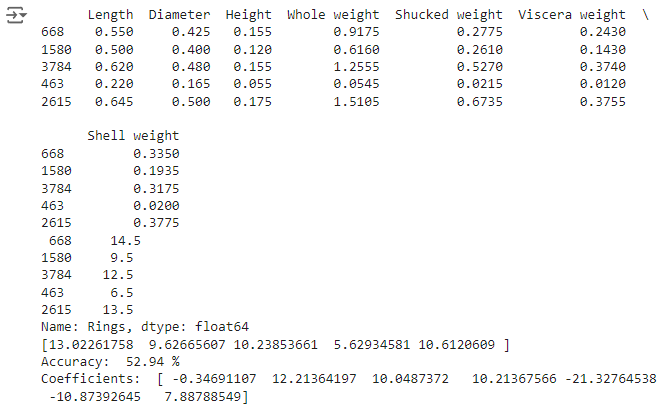 Length  Diameter  Height  Whole weight  Shucked weight  Viscera weight  \
668    0.550     0.425   0.155        0.9175          0.2775          0.2430
1580   0.500     0.400   0.120        0.6160          0.2610          0.1430
3784   0.620     0.480   0.155        1.2555          0.5270          0.3740
463    0.220     0.165   0.055        0.0545          0.0215          0.0120
2615   0.645     0.500   0.175        1.5105          0.6735          0.3755
Shell weight
668         0.3350
1580        0.1935
3784        0.3175
463         0.0200
2615        0.3775
668     14.5
1580     9.5
3784    12.5
463      6.5
2615    13.5
Name: Rings, dtype: float64
[13.02261758  9.62665607 10.23853661  5.62934581 10.6120609 ]
Accuracy:  52.94 %
Coefficients:  [ -0.34691107  12.21364197  10.0487372   10.21367566 -21.32764538
-10.87392645   7.88788549]